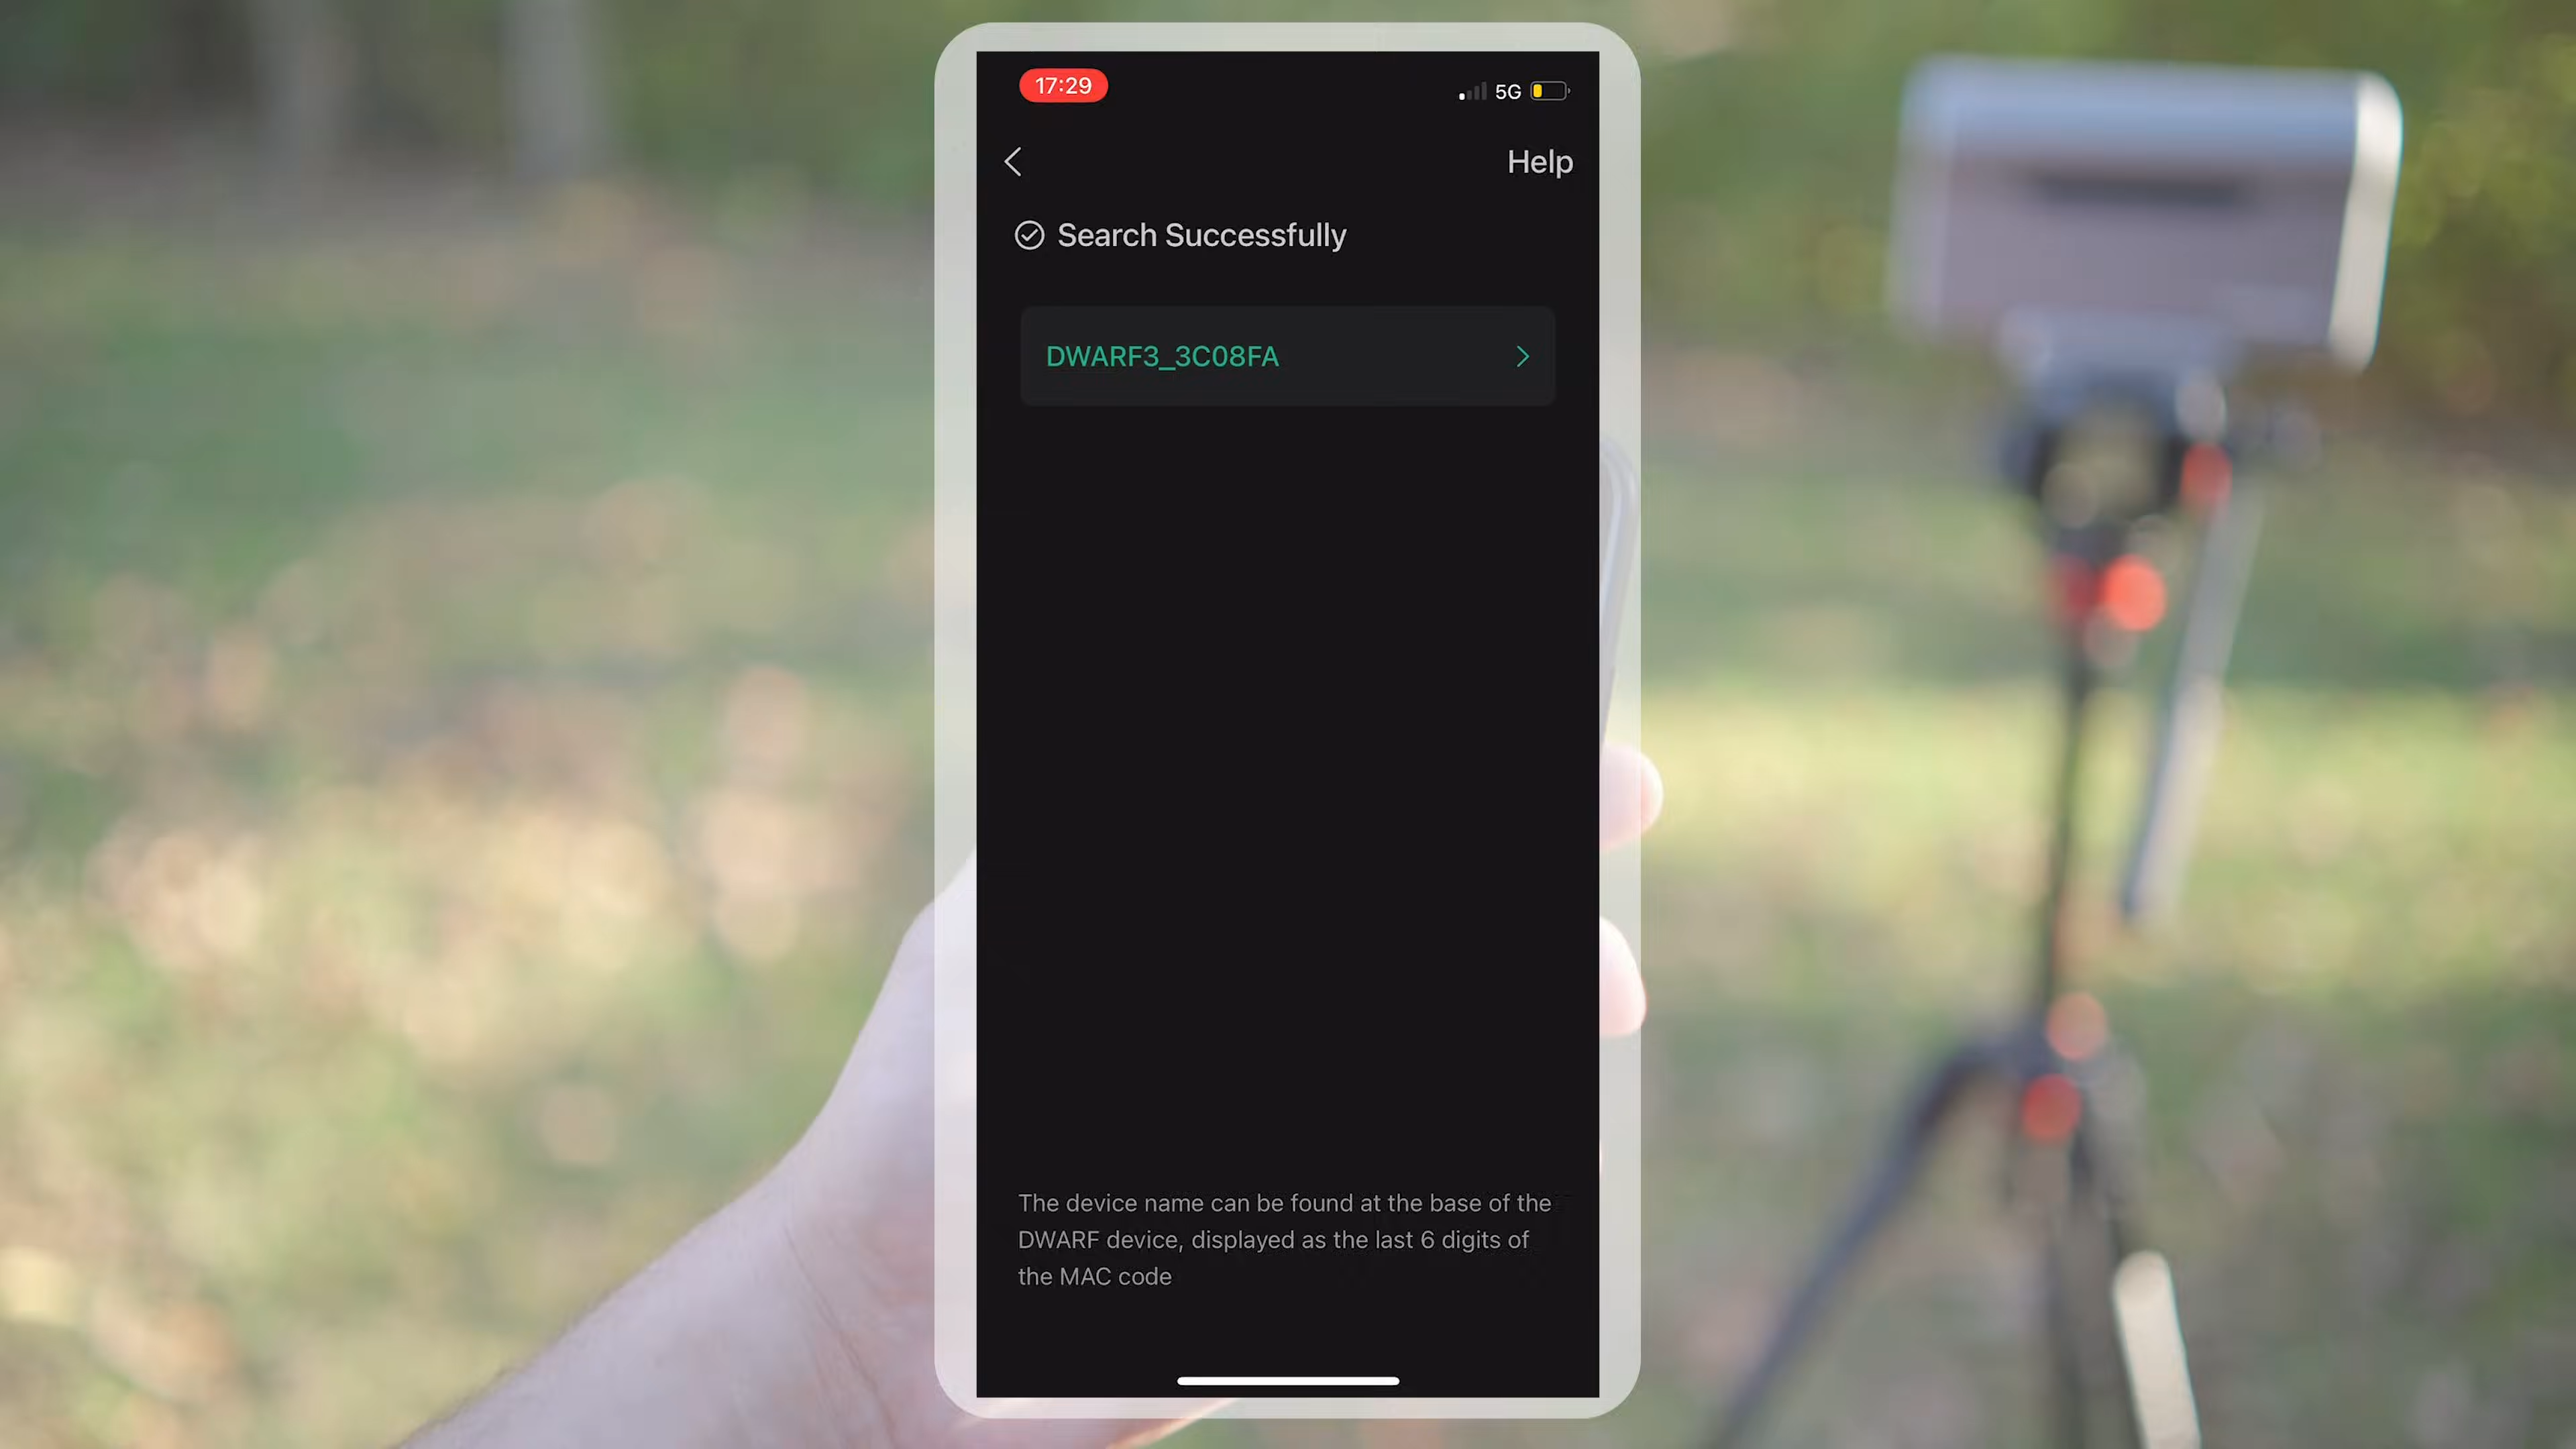 17:29
5G
Help
Search Successfully
DWARF3_3C08FA
The device name can be found at the base of the
DWARF device, displayed as the last 6 digits of
the MAC code